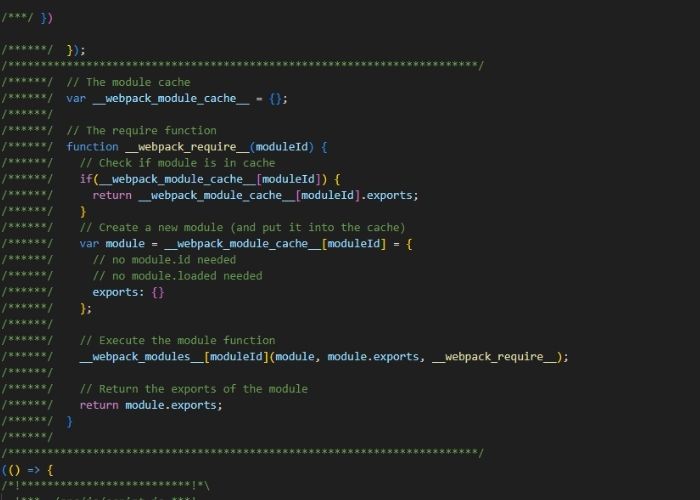 /***/ })
/******/ });
/************************************************************************/
/******/ // The module cache
/******/ var __webpack_module_cache__ = {};
/******/
/******/ // The require function
/******/ function __webpack_require__(moduleId) {
/******/ // Check if module is in cache
/******/ if(__webpack_module_cache__[moduleId]) {
/******/ return __webpack_module_cache__[moduleId].exports;
/******/ }
/******/ // Create a new module (and put it into the cache)
/******/ var module = __webpack_module_cache__[moduleId] = {
/******/ // no module.id needed
/******/ // no module.loaded needed
/******/ exports: {}
/******/ };
/******/
/******/ // Execute the module function
/******/ __webpack_modules__[moduleId](module, module.exports, __webpack_require__);
/******/
/******/ // Return the exports of the module
/******/ return module.exports;
/******/ }
/******/
/************************************************************************/
(() => {
/*!**************************!*\